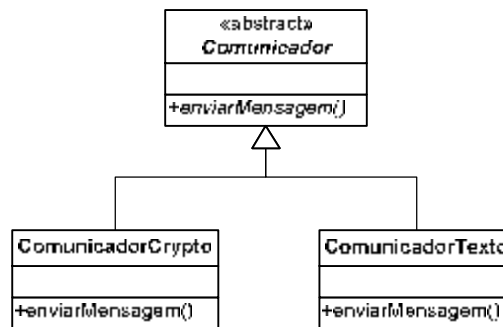 «abstract»
Comunicador
+enviarMensagem()
ComunicadorCrypto
+enviarMensagem()
ComunicadorTexto
+enviarMensagem()